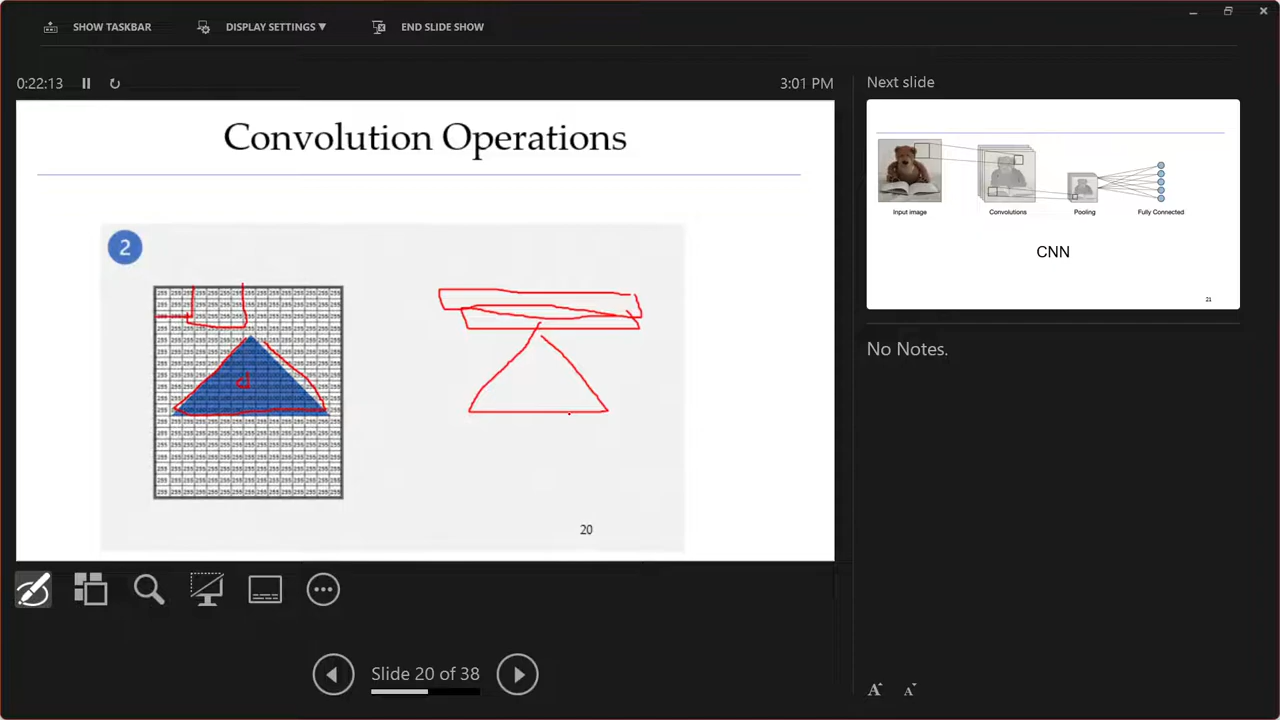 SHOW TASKBAR
DISPLAY SETTINGS ▼
END SLIDE SHOW
0:22:13
3:01 PM
Convolution Operations
2
d
20
Slide 20 of 38
Next slide
Input image
Convolutions
Pooling
Fully Connected
CNN
21
No Notes.
A
A